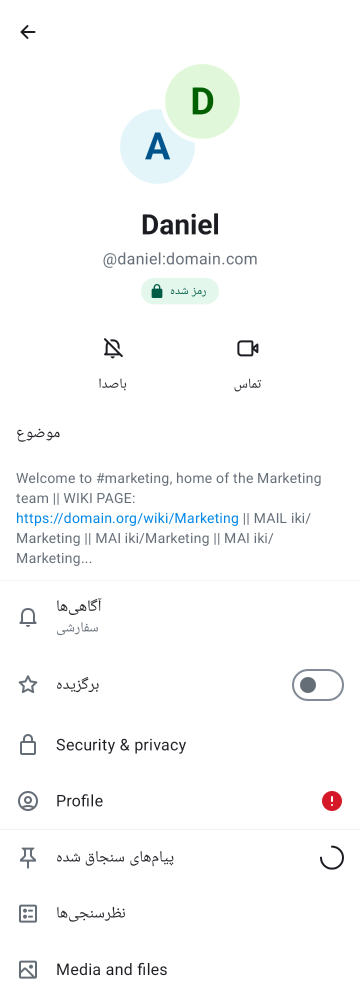 D
A
Daniel
@daniel:domain.com
رمز شده
باصدا
تماس
موضوع
Welcome to #marketing, home of the Marketing
team || WIKI PAGE:
https://domain.org/wiki/Marketing || MAIL iki/
Marketing || MAI iki/Marketing || MAI iki/
Marketing...
آگاهی‌ها
سفارشی
برگزیده
Security & privacy
Profile
پیام‌های سنجاق شده
نظرسنجی‌ها
Media and files